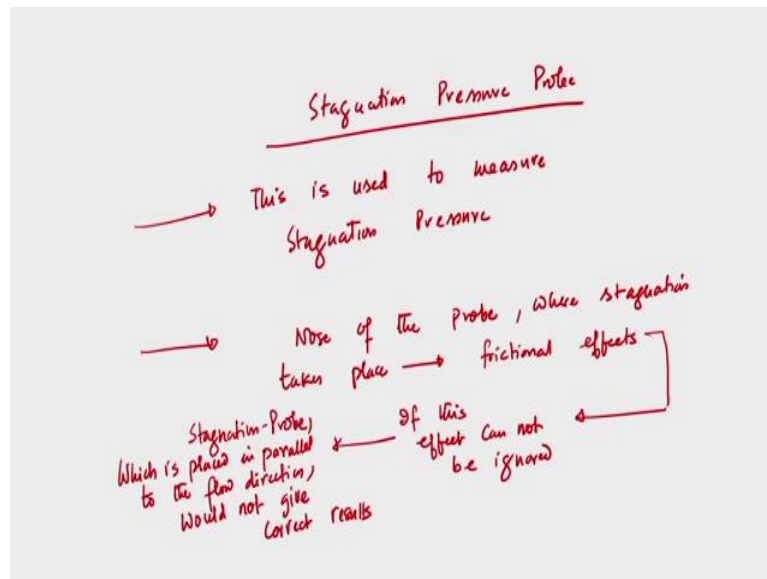 Stagnation Pressure Probe
This is used to measure
Stagnation Pressure
Nose of the probe, where stagnation
takes place → frictional effects
If this
effect can not
be ignored
Stagnation-Probe,
Which is placed in parallel
to the flow direction,
Would not give
Correct results